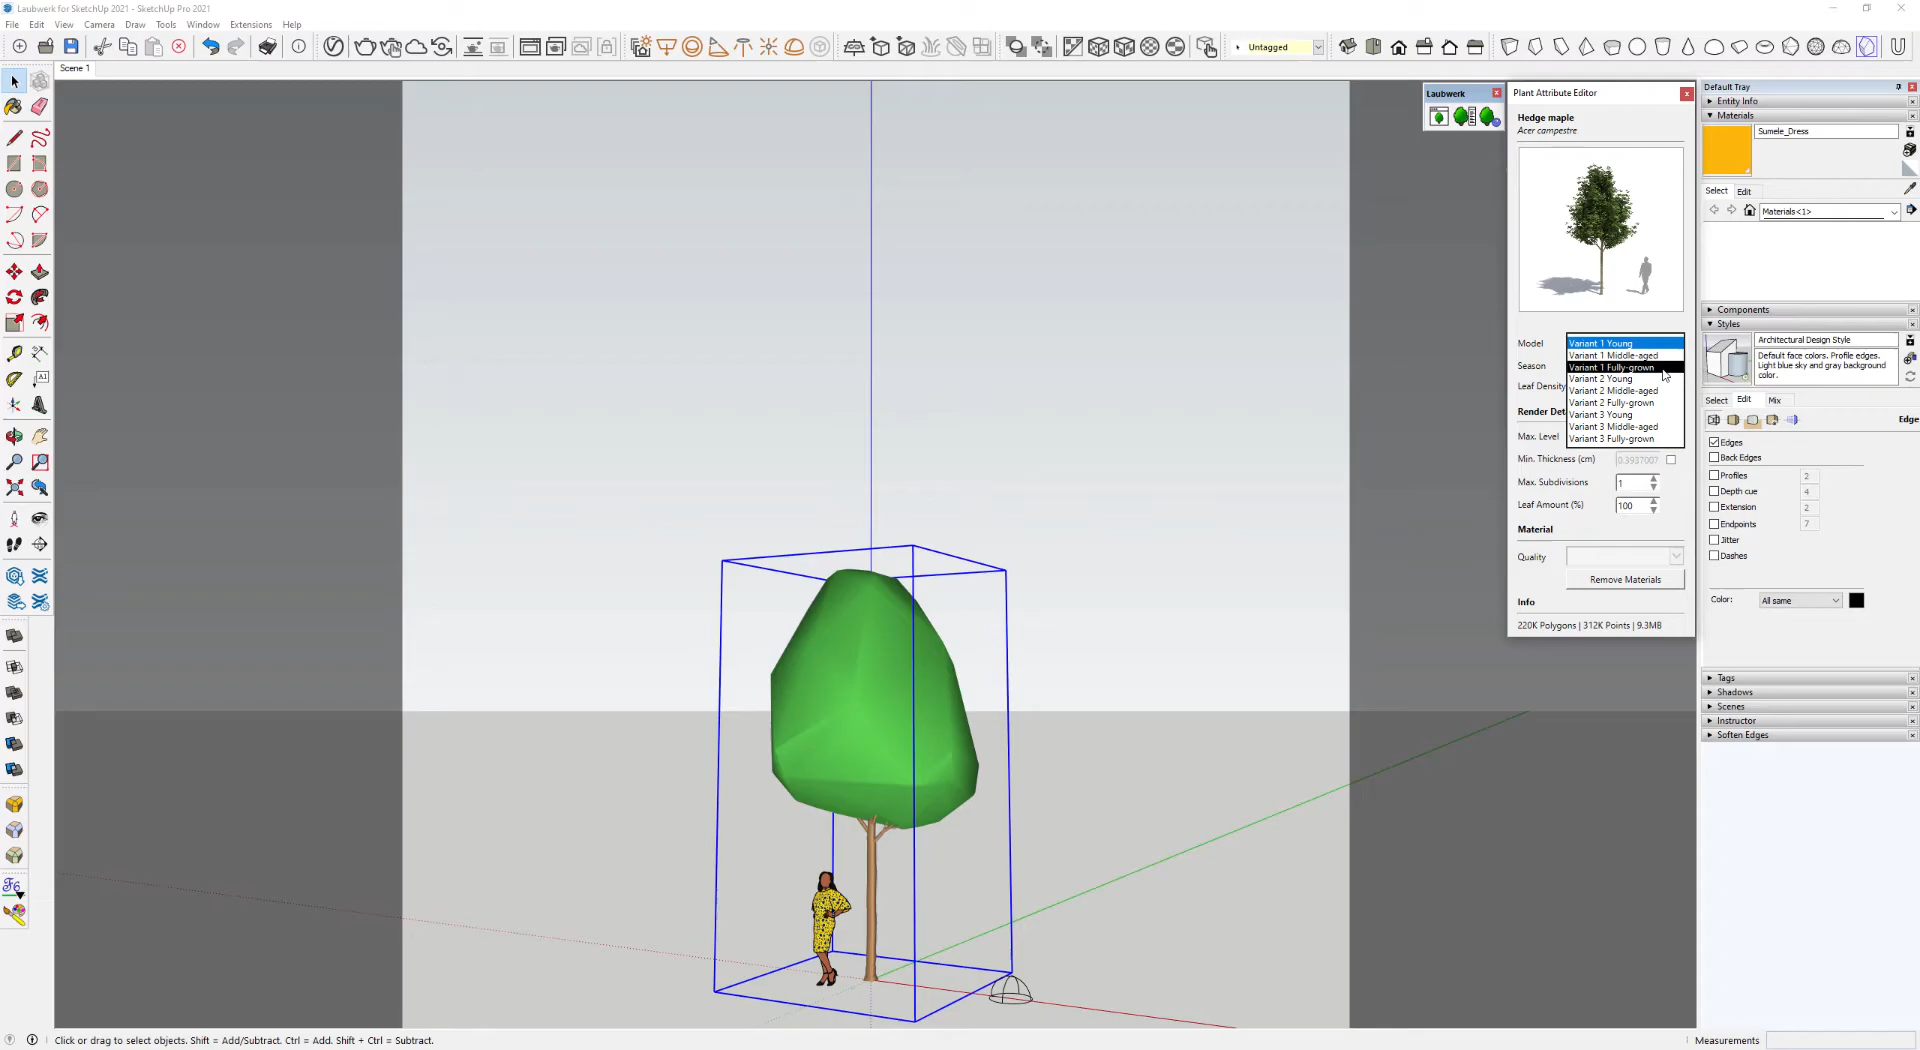 Laubwerk for SketchUp 2021 - SketchUp Pro 2021
File Edit View Camera Draw Tools Window Extensions Help
Untagged
Scene 1
Laubwerk
Plant Attribute Editor
Hedge maple
Acer campestre
Model
Variant 1 Young
Variant 1 Middle-aged
Season
Variant 1 Fully-grown
Variant 2 Young
Leaf Density
Variant 2 Middle-aged
Variant 2 Fully-grown
Render Det
Variant 3 Young
Variant 3 Middle-aged
Max. Level
Variant 3 Fully-grown
Min. Thickness (cm) 0.3937007
Max. Subdivisions 1
Leaf Amount (%) 100
Material
Quality
Remove Materials
Info
220K Polygons | 312K Points | 9.3MB
Default Tray
Entity Info
Materials
Sumele_Dress
Select Edit
Materials<1>
Components
Styles
Architectural Design Style
Default face colors. Profile edges.
Light blue sky and gray background
color.
Select Edit Mix
Edge
Edges
Back Edges
Profiles 2
Depth cue 4
Extension 2
Endpoints 7
Jitter
Dashes
Color: All same
Tags
Shadows
Scenes
Instructor
Soften Edges
A1
Click or drag to select objects. Shift = Add/Subtract. Ctrl = Add. Shift + Ctrl = Subtract.
Measurements